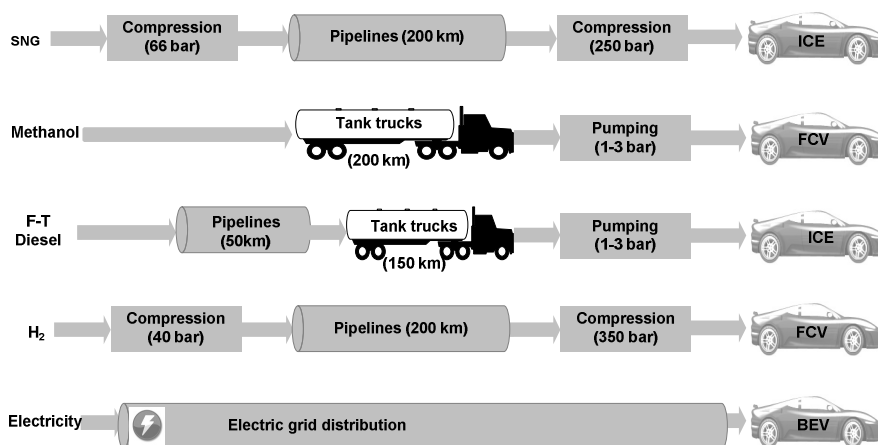 SNG
Compression
(66 bar)
Pipelines (200 km)
Compression
(250 bar)
ICE
Methanol
Tank trucks
(200 km)
Pumping
(1-3 bar)
FCV
F-T
Diesel
Pipelines
(50km)
Tank trucks
(150 km)
Pumping
(1-3 bar)
ICE
H₂
Compression
(40 bar)
Pipelines (200 km)
Compression
(350 bar)
FCV
Electricity
Electric grid distribution
BEV